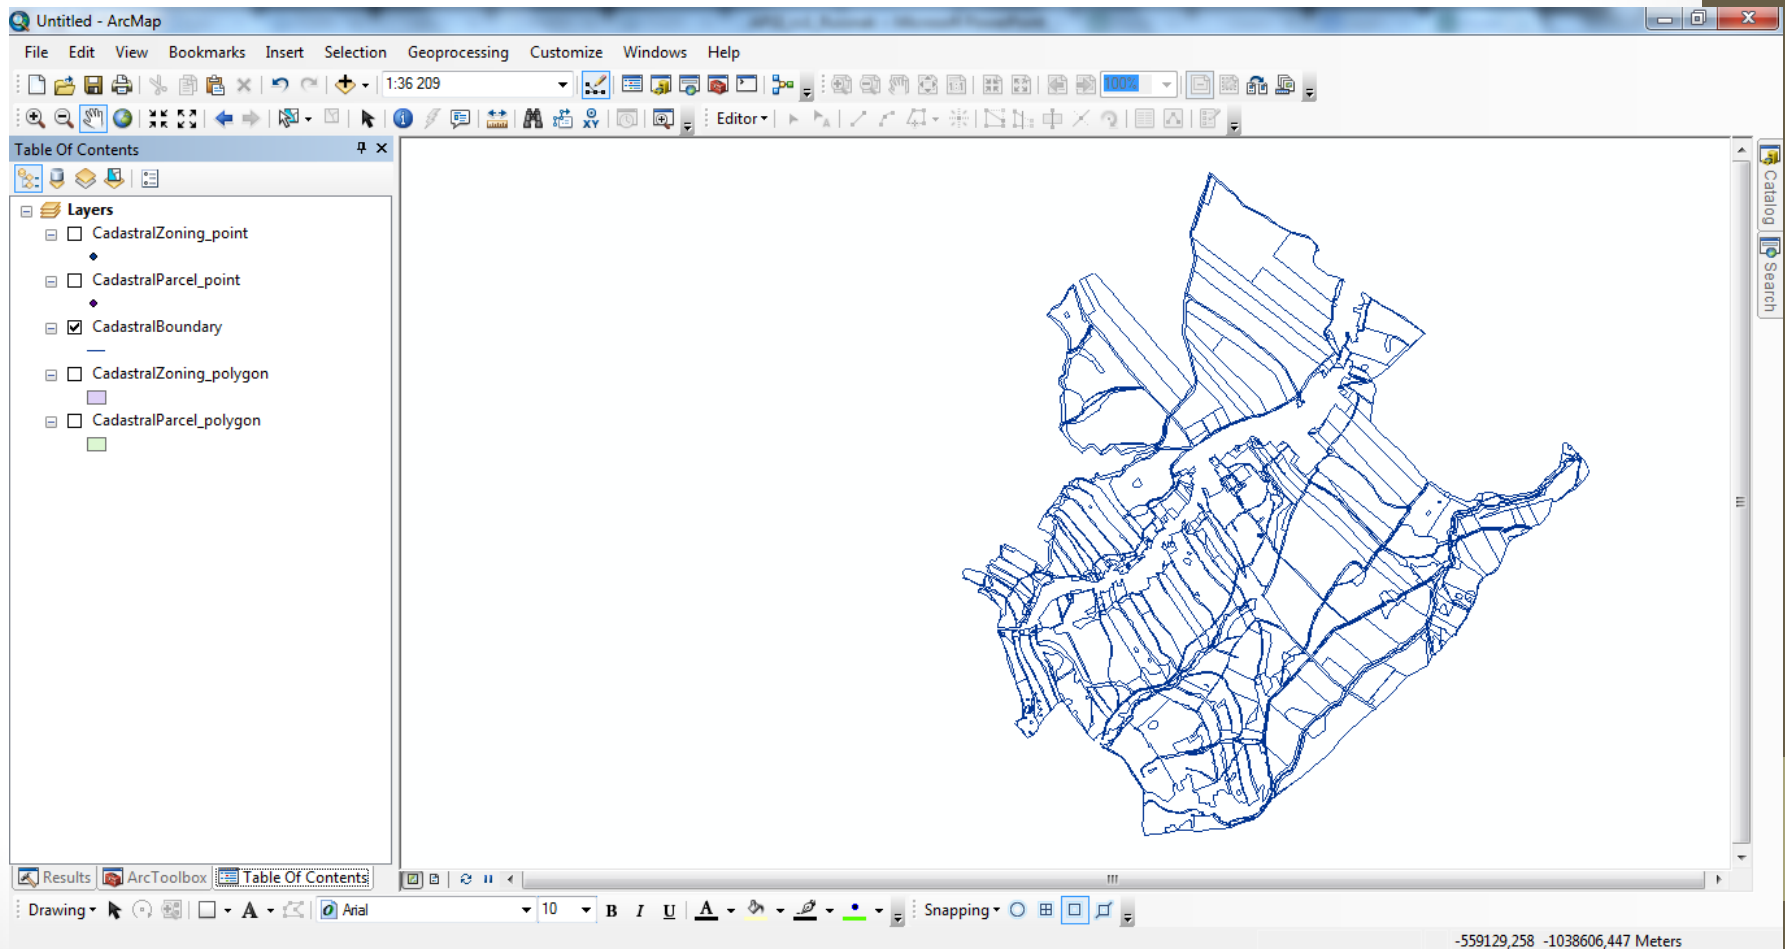 Untitled - ArcMap
File Edit View Bookmarks Insert Selection Geoprocessing Customize Windows Help
1:36 209
100%
Editor
Table Of Contents
Layers
CadastralZoning_point
CadastralParcel_point
CadastralBoundary
CadastralZoning_polygon
CadastralParcel_polygon
Catalog
Search
Results ArcToolbox Table Of Contents
Drawing A Arial 10 B I U A Snapping
-559129,258 -1038606,447 Meters